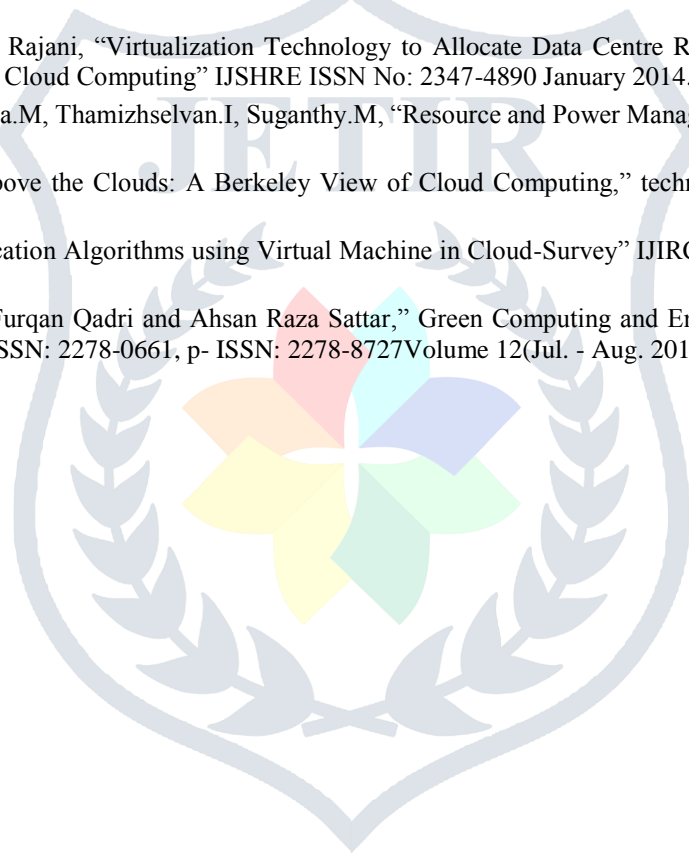 Rajani, “Virtualization Technology to Allocate Data Centre R
Cloud Computing” IJSHRE ISSN No: 2347-4890 January 2014.
a.M, Thamizhselvan.I, Suganthy.M, “Resource and Power Manag
JETIR
ove the Clouds: A Berkeley View of Cloud Computing,” techn
cation Algorithms using Virtual Machine in Cloud-Survey” IJIRC
Furqan Qadri and Ahsan Raza Sattar,” Green Computing and En
SSN: 2278-0661, p- ISSN: 2278-8727Volume 12(Jul. - Aug. 201